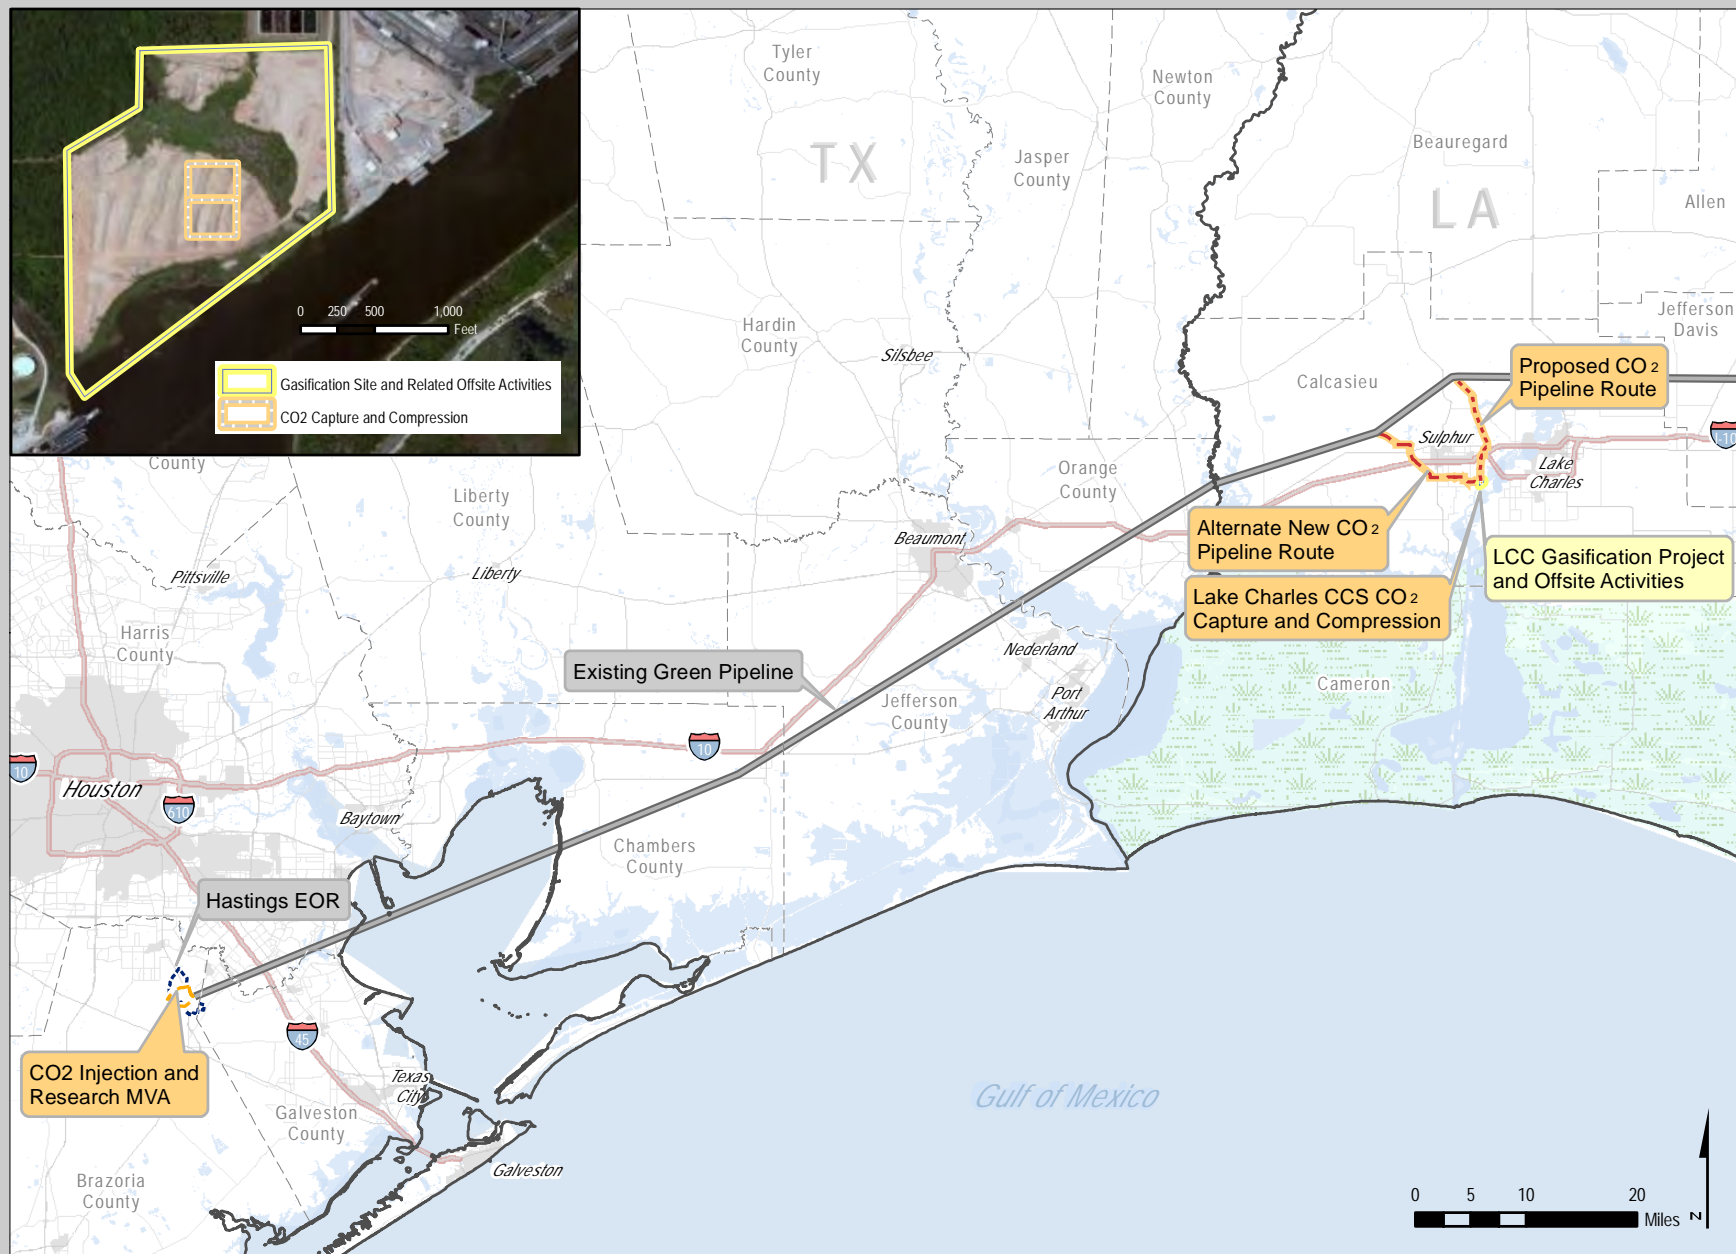 0 250 500 1,000
Feet
Gasification Site and Related Offsite Activities
CO2 Capture and Compression
Tyler
County
Newton
County
TX
Jasper
County
Beauregard
LA
Allen
Jefferson
Davis
Hardin
County
Silsbee
Calcasieu
Proposed CO2
Pipeline Route
Sulphur
I-10
Lake
Charles
County
Liberty
County
Orange
County
Beaumont
Alternate New CO2
Pipeline Route
LCC Gasification Project
and Offsite Activities
Lake Charles CCS CO2
Capture and Compression
Pittsville
Liberty
Harris
County
Nederland
Existing Green Pipeline
Jefferson
County
Port
Arthur
Cameron
10
10
Houston
610
Baytown
Chambers
County
Hastings EOR
45
CO2 Injection and
Research MVA
Texas
City
Galveston
County
Gulf of Mexico
Galveston
Brazoria
County
0 5 10 20
Miles
N